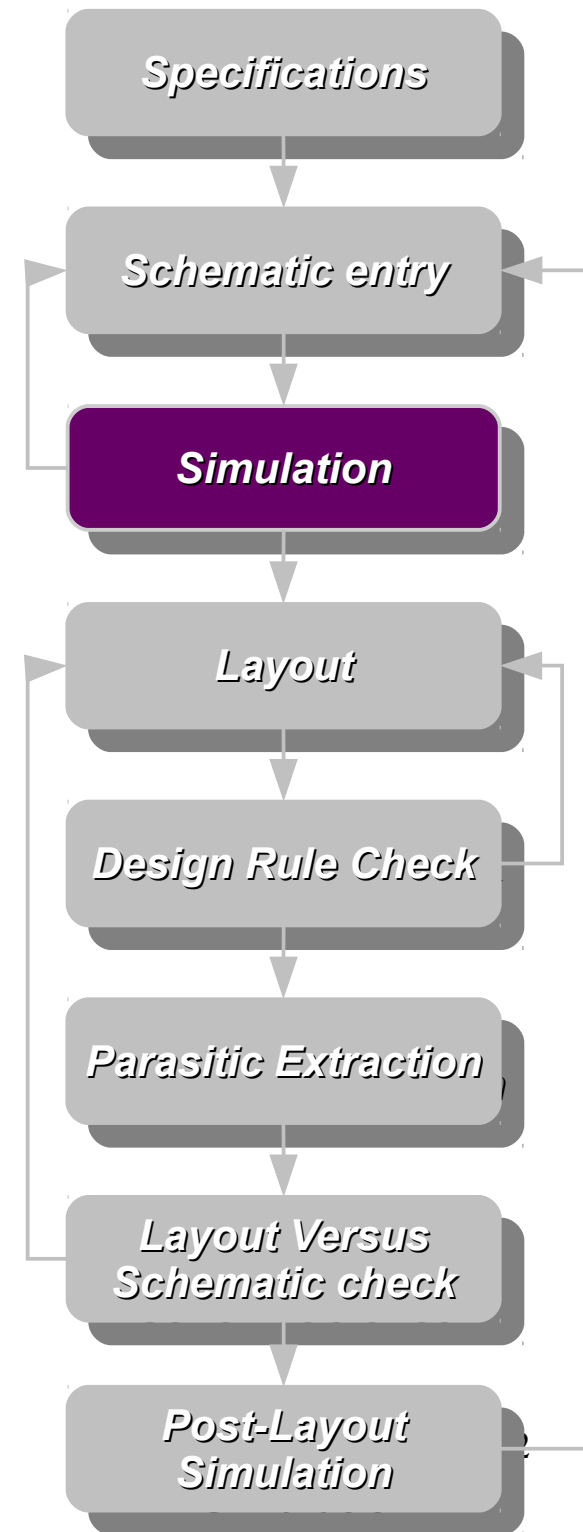 Specifications
Schematic entry
Simulation
Layout
Design Rule Check
Parasitic Extraction
Layout Versus
Schematic check
Post-Layout
Simulation